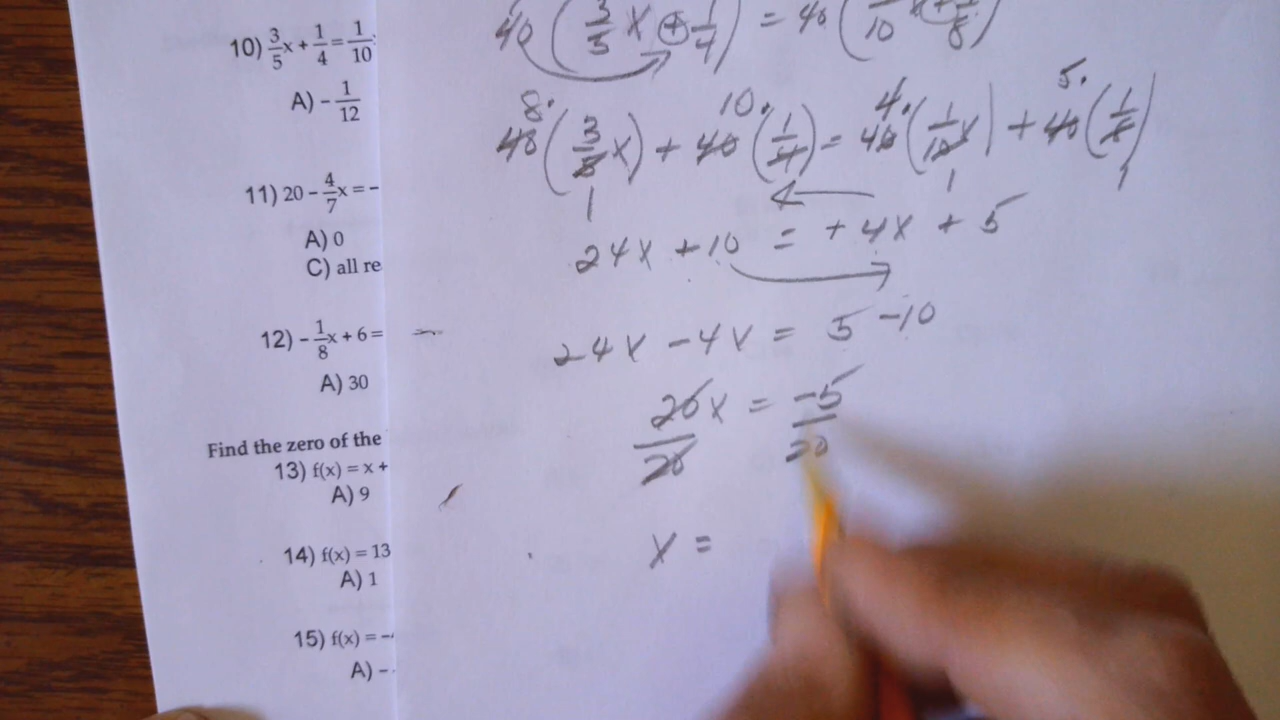 10) 3/5x + 1/4 = 1/10
A) - 1/12
11) 20 - 4/7x = -
A) 0
C) all re
12) - 1/8x + 6 =
A) 30
Find the zero of the
13) f(x) = x +
A) 9
14) f(x) = 13
A) 1
15) f(x) = -
A) -
40(3/5 x + 1/4) = 40(1/10 x + 1/8)
8. 10. 4. 5.
40(3/5 x) + 40(1/4) = 40(1/10 x) + 40(1/8)
1 1 1
24x + 10 = + 4x + 5
24x - 4x = 5 - 10
20x = -5
20 20
x =